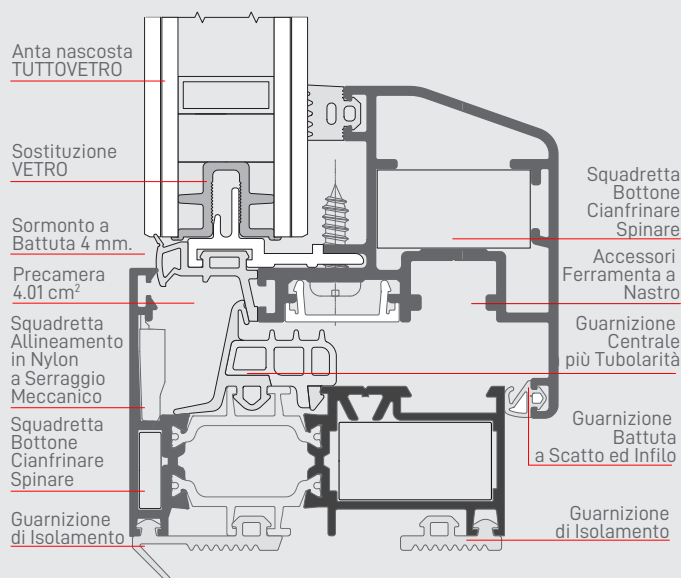 Anta nascosta
TUTTOVETRO
Sostituzione
VETRO
Sormonto a
Battuta 4 mm.
Precamera
4.01 cm²
Squadretta
Allineamento
in Nylon
a Serraggio
Meccanico
Squadretta
Bottone
Cianfrinare
Spinare
Guarnizione
di Isolamento
Squadretta
Bottone
Cianfrinare
Spinare
Accessori
Ferramenta a
Nastro
Guarnizione
Centrale
più Tubolarità
Guarnizione
Battuta
a Scatto ed Infilo
Guarnizione
di Isolamento